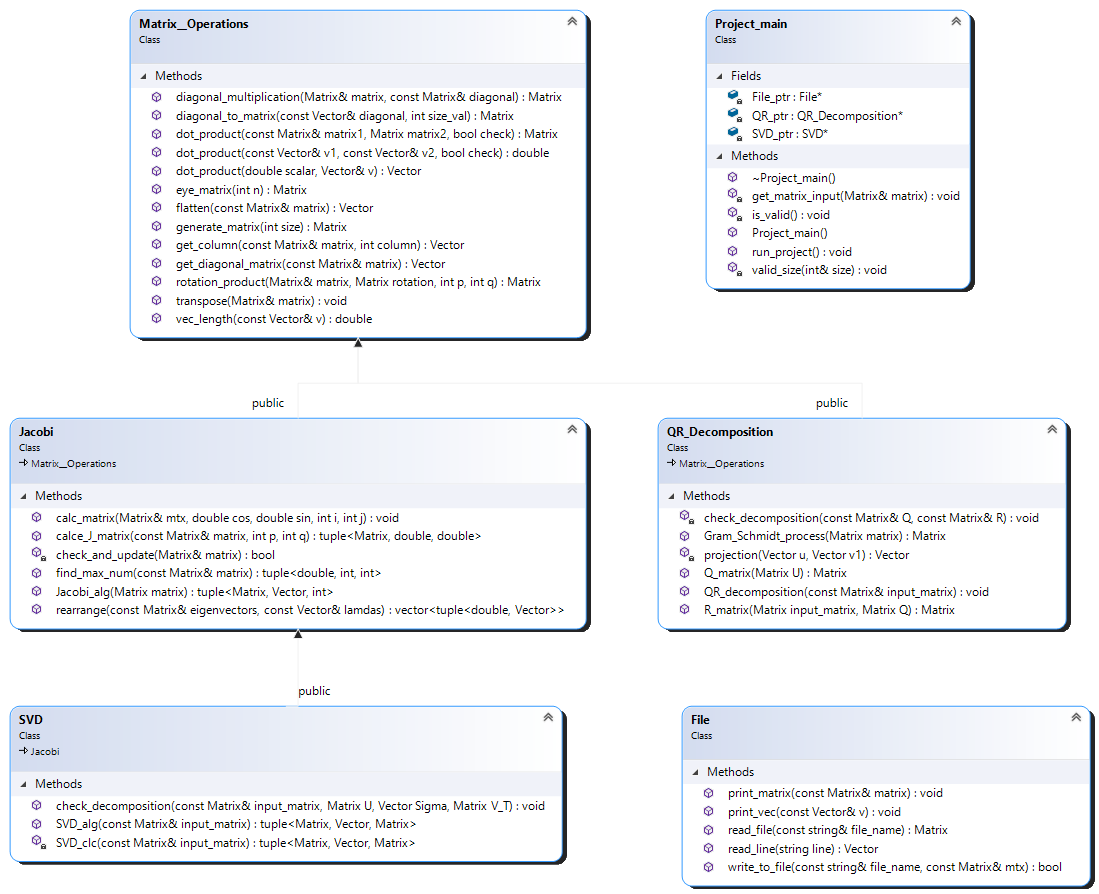 Matrix__Operations
Class
Methods
diagonal_multiplication(Matrix& matrix, const Matrix& diagonal) : Matrix
diagonal_to_matrix(const Vector& diagonal, int size_val) : Matrix
dot_product(const Matrix& matrix1, Matrix matrix2, bool check) : Matrix
dot_product(const Vector& v1, const Vector& v2, bool check) : double
dot_product(double scalar, Vector& v) : Vector
eye_matrix(int n) : Matrix
flatten(const Matrix& matrix) : Vector
generate_matrix(int size) : Matrix
get_column(const Matrix& matrix, int column) : Vector
get_diagonal_matrix(const Matrix& matrix) : Vector
rotation_product(Matrix& matrix, Matrix rotation, int p, int q) : Matrix
transpose(Matrix& matrix) : void
vec_length(const Vector& v) : double
Project_main
Class
Fields
File_ptr : File*
QR_ptr : QR_Decomposition*
SVD_ptr : SVD*
Methods
~Project_main()
get_matrix_input(Matrix& matrix) : void
is_valid() : void
Project_main()
run_project() : void
valid_size(int& size) : void
public
public
Jacobi
Class
Matrix__Operations
Methods
calc_matrix(Matrix& mtx, double cos, double sin, int i, int j) : void
calce_J_matrix(const Matrix& matrix, int p, int q) : tuple<Matrix, double, double>
check_and_update(Matrix& matrix) : bool
find_max_num(const Matrix& matrix) : tuple<double, int, int>
Jacobi_alg(Matrix matrix) : tuple<Matrix, Vector, int>
rearrange(const Matrix& eigenvectors, const Vector& lamdas) : vector<tuple<double, Vector>>
QR_Decomposition
Class
Matrix__Operations
Methods
check_decomposition(const Matrix& Q, const Matrix& R) : void
Gram_Schmidt_process(Matrix matrix) : Matrix
projection(Vector u, Vector v1) : Vector
Q_matrix(Matrix U) : Matrix
QR_decomposition(const Matrix& input_matrix) : void
R_matrix(Matrix input_matrix, Matrix Q) : Matrix
public
SVD
Class
Jacobi
Methods
check_decomposition(const Matrix& input_matrix, Matrix U, Vector Sigma, Matrix V_T) : void
SVD_alg(const Matrix& input_matrix) : tuple<Matrix, Vector, Matrix>
SVD_clc(const Matrix& input_matrix) : tuple<Matrix, Vector, Matrix>
File
Class
Methods
print_matrix(const Matrix& matrix) : void
print_vec(const Vector& v) : void
read_file(const string& file_name) : Matrix
read_line(string line) : Vector
write_to_file(const string& file_name, const Matrix& mtx) : bool